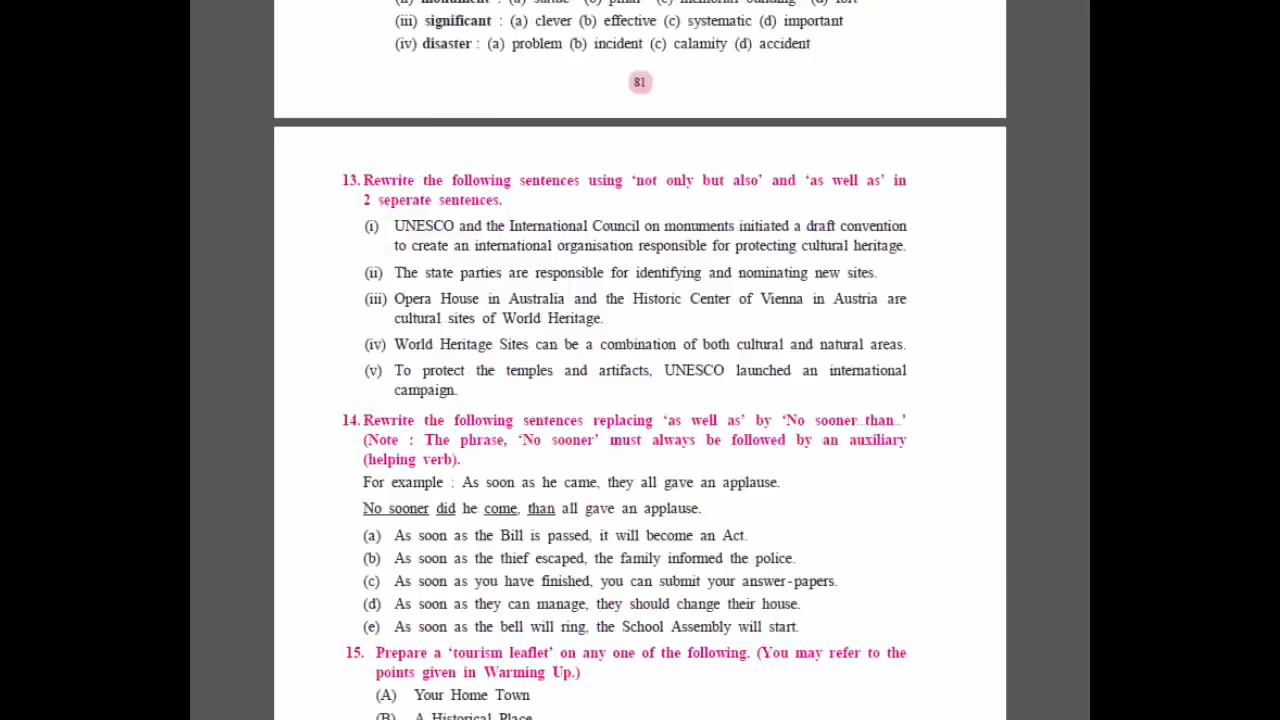 (ii) monument : (a) statue (b) pillar (c) memorial building (d) fort
(iii) significant : (a) clever (b) effective (c) systematic (d) important
(iv) disaster : (a) problem (b) incident (c) calamity (d) accident
81
13. Rewrite the following sentences using ‘not only but also’ and ‘as well as’ in
2 seperate sentences.
(i) UNESCO and the International Council on monuments initiated a draft convention
to create an international organisation responsible for protecting cultural heritage.
(ii) The state parties are responsible for identifying and nominating new sites.
(iii) Opera House in Australia and the Historic Center of Vienna in Austria are
cultural sites of World Heritage.
(iv) World Heritage Sites can be a combination of both cultural and natural areas.
(v) To protect the temples and artifacts, UNESCO launched an international
campaign.
14. Rewrite the following sentences replacing ‘as well as’ by ‘No sooner..than..’
(Note : The phrase, ‘No sooner’ must always be followed by an auxiliary
(helping verb).
For example : As soon as he came, they all gave an applause.
No sooner did he come, than all gave an applause.
(a) As soon as the Bill is passed, it will become an Act.
(b) As soon as the thief escaped, the family informed the police.
(c) As soon as you have finished, you can submit your answer-papers.
(d) As soon as they can manage, they should change their house.
(e) As soon as the bell will ring, the School Assembly will start.
15. Prepare a ‘tourism leaflet’ on any one of the following. (You may refer to the
points given in Warming Up.)
(A) Your Home Town
(B) A Historical Place